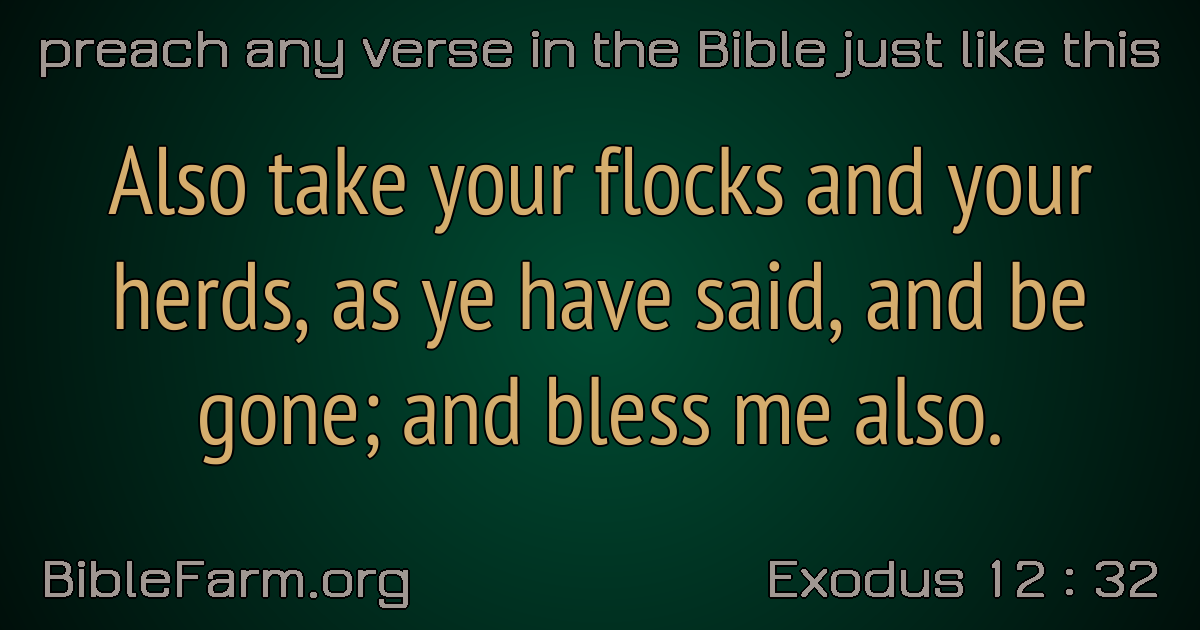 preach any verse in the Bible just like this
Also take your flocks and your
herds, as ye have said, and be
gone; and bless me also.
BibleFarm.org
Exodus 12 : 32